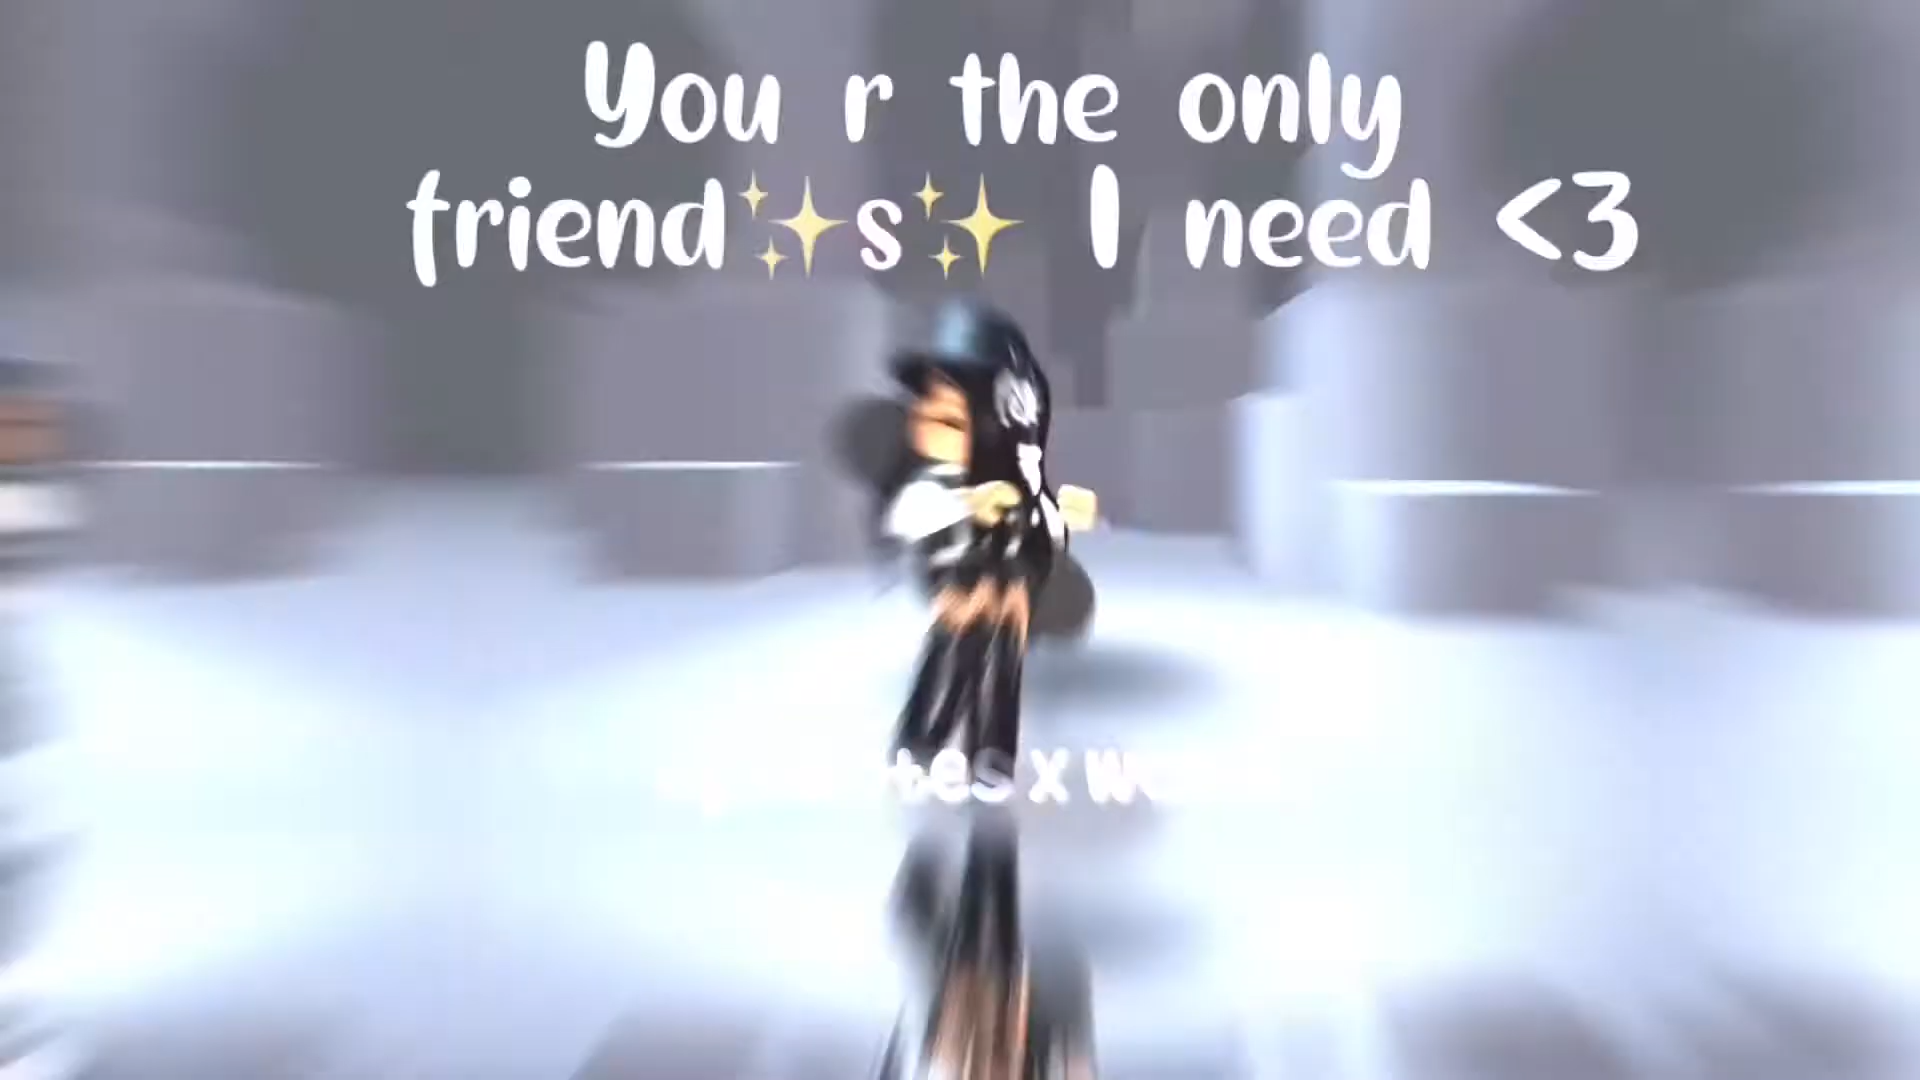 You r the only
friend✨s✨ I need <3
x